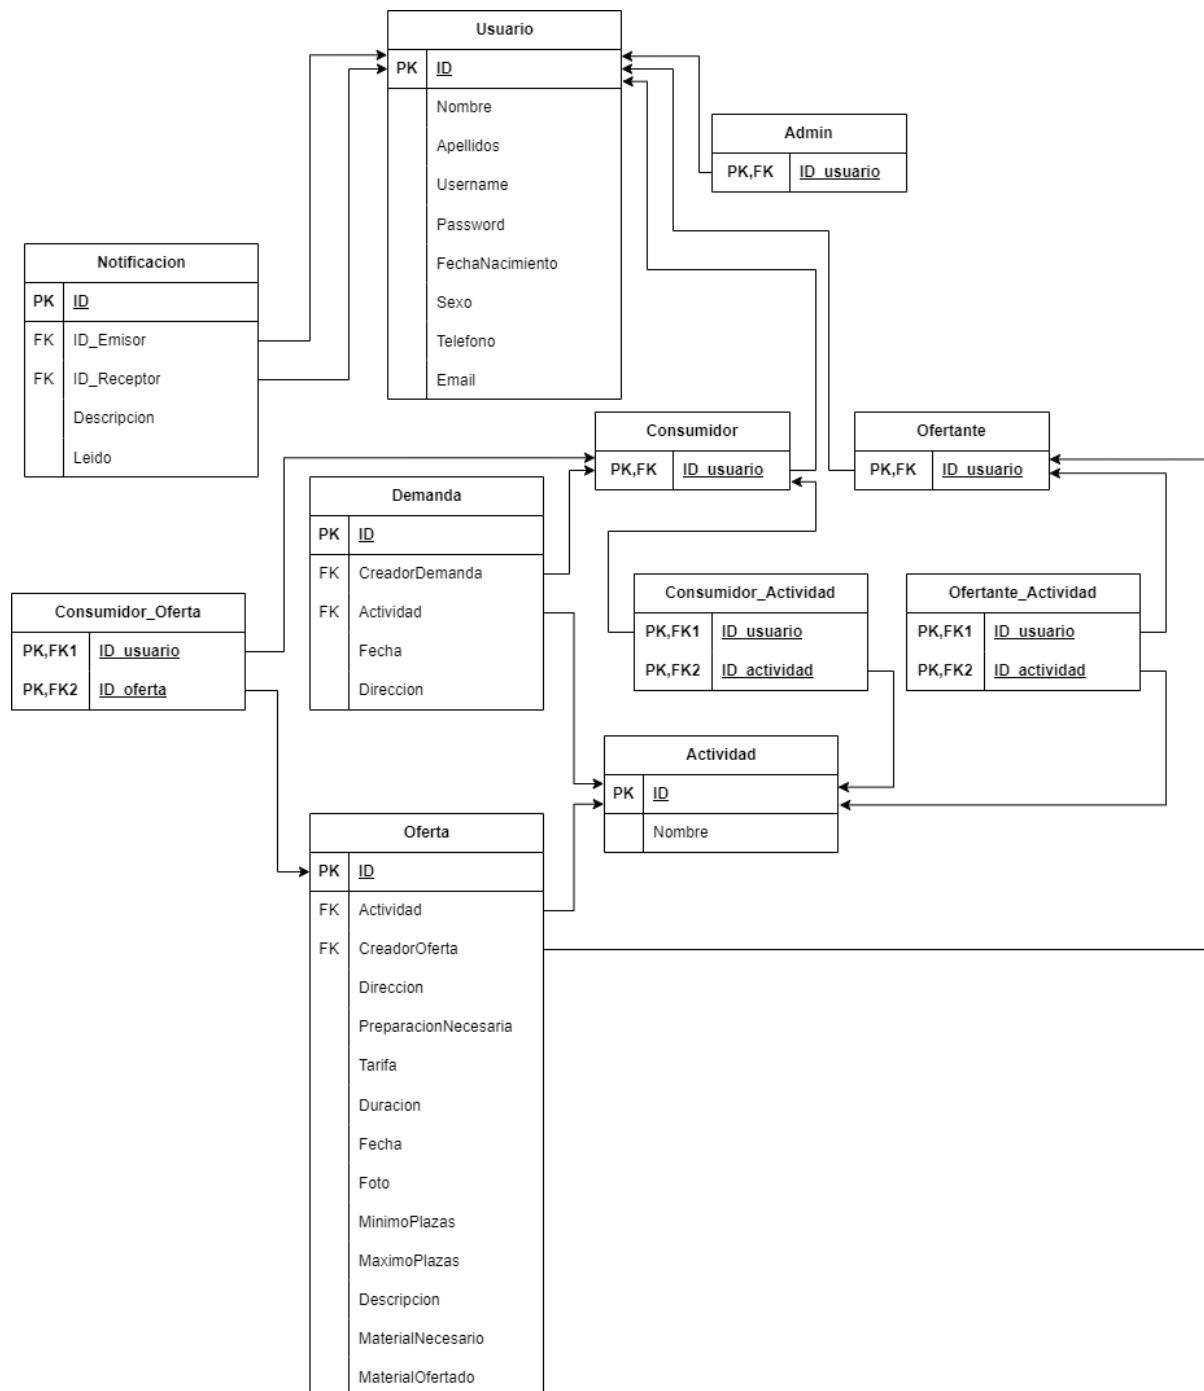 Usuario
PK ID
Nombre
Apellidos
Username
Password
FechaNacimiento
Sexo
Telefono
Email
Admin
PK,FK ID_usuario
Notificacion
PK ID
FK ID_Emisor
FK ID_Receptor
Descripcion
Leido
Consumidor
PK,FK ID_usuario
Ofertante
PK,FK ID_usuario
Demanda
PK ID
FK CreadorDemanda
FK Actividad
Fecha
Direccion
Consumidor_Oferta
PK,FK1 ID_usuario
PK,FK2 ID_oferta
Consumidor_Actividad
PK,FK1 ID_usuario
PK,FK2 ID_actividad
Ofertante_Actividad
PK,FK1 ID_usuario
PK,FK2 ID_actividad
Actividad
PK ID
Nombre
Oferta
PK ID
FK Actividad
FK CreadorOferta
Direccion
PreparacionNecesaria
Tarifa
Duracion
Fecha
Foto
MinimoPlazas
MaximoPlazas
Descripcion
MaterialNecesario
MaterialOfertado